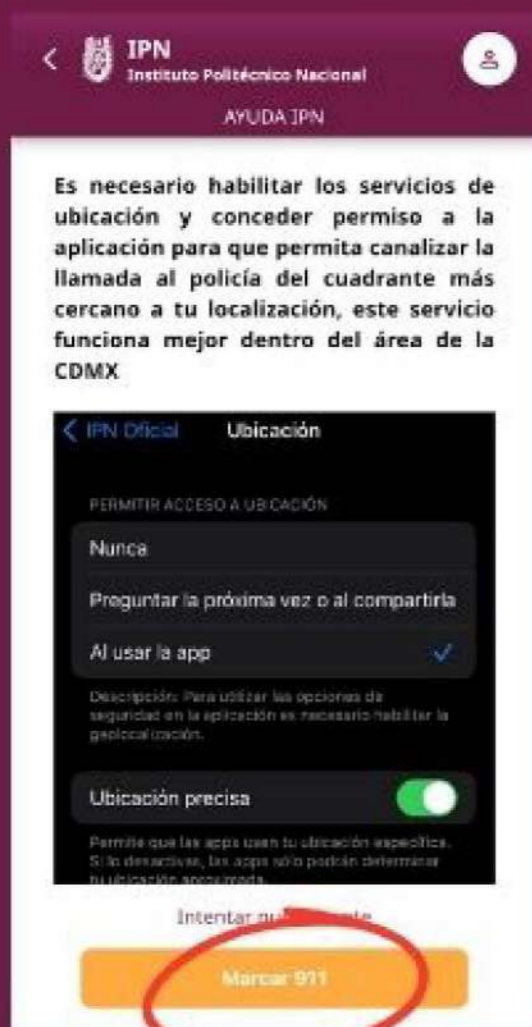 IPN
Instituto Politécnico Nacional
AYUDA IPN
Es necesario habilitar los servicios de
ubicación y conceder permiso a la
aplicación para que permita canalizar la
llamada al policía del cuadrante más
cercano a tu localización, este servicio
funciona mejor dentro del área de la
CDMX
IPN Oficial Ubicación
PERMITIR ACCESO A UBICACIÓN
Nunca
Preguntar la próxima vez o al compartirla
Al usar la app
Descripción: Para utilizar las opciones de
seguridad en la aplicación es necesario habilitar la
geolocalización.
Ubicación precisa
Permite que las apps usen tu ubicación específica.
Si lo desactivas, las apps sólo podrán determinar
tu ubicación aproximada.
Intentar
Marcar 911